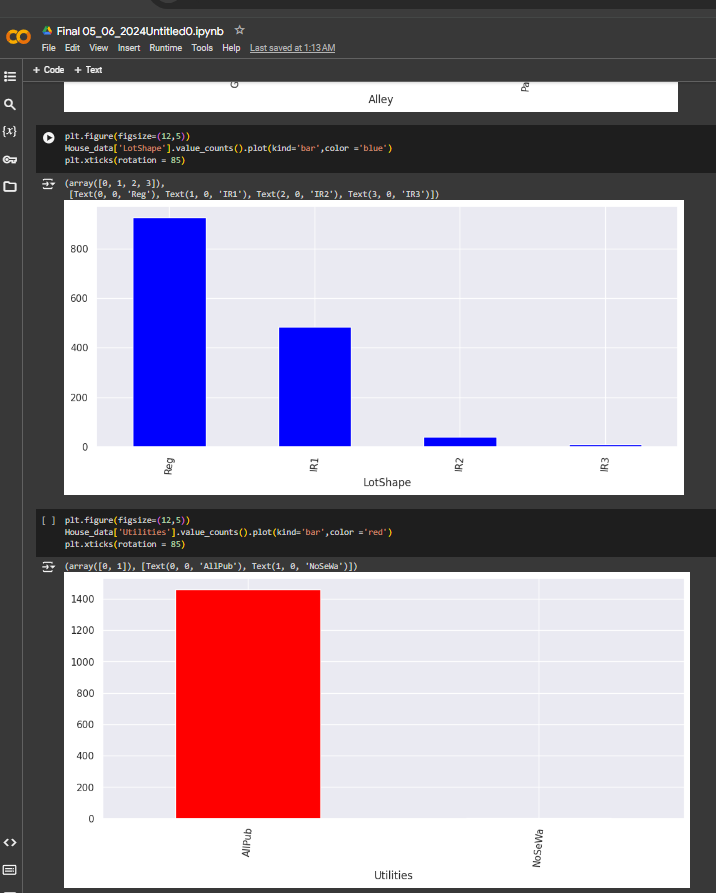 Final 05_06_2024Untitled0.ipynb
File Edit View Insert Runtime Tools Help Last saved at 1:13 AM
+ Code + Text
G
Pa
Alley
plt.figure(figsize=(12,5))
House_data['LotShape'].value_counts().plot(kind='bar',color ='blue')
plt.xticks(rotation = 85)
(array([0, 1, 2, 3]),
[Text(0, 0, 'Reg'), Text(1, 0, 'IR1'), Text(2, 0, 'IR2'), Text(3, 0, 'IR3')])
800
600
400
200
0
Reg
IR1
IR2
IR3
LotShape
[ ] plt.figure(figsize=(12,5))
House_data['Utilities'].value_counts().plot(kind='bar',color ='red')
plt.xticks(rotation = 85)
(array([0, 1]), [Text(0, 0, 'AllPub'), Text(1, 0, 'NoSeWa')])
1400
1200
1000
800
600
400
200
0
AllPub
NoSeWa
Utilities
{x}